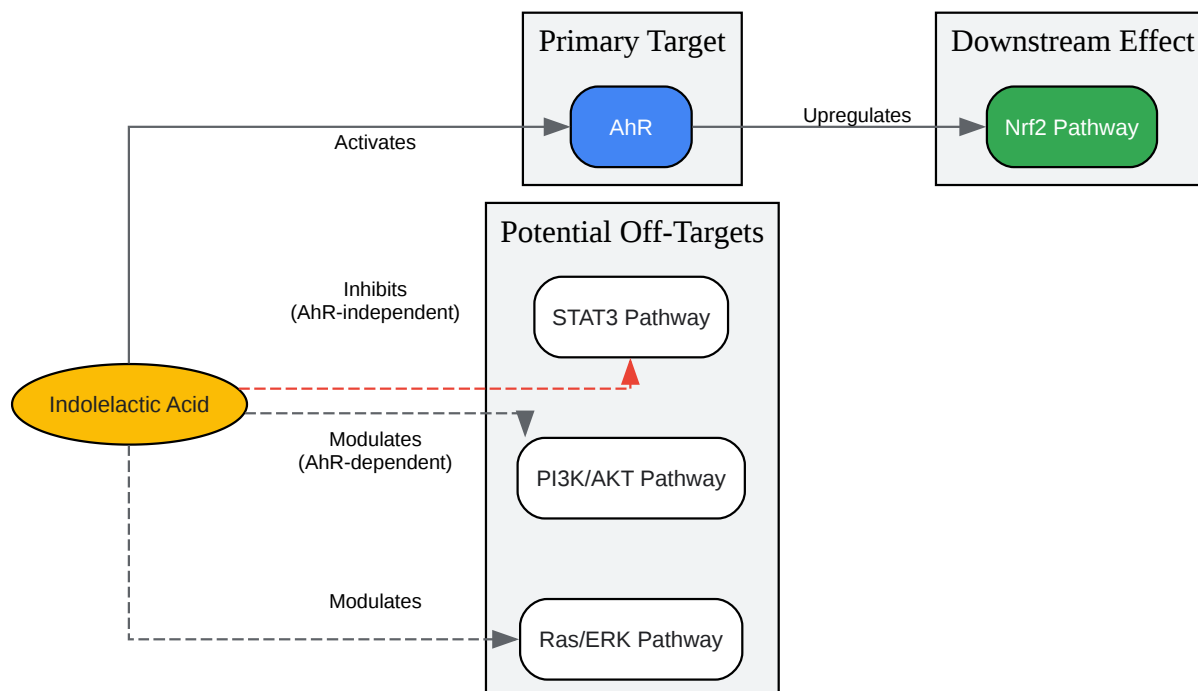 Primary Target
Downstream Effect
AhR
Upregulates
Nrf2 Pathway
Activates
Potential Off-Targets
Inhibits
(AhR-independent)
STAT3 Pathway
Indolelactic Acid
Modulates
(AhR-dependent)
PI3K/AKT Pathway
Modulates
Ras/ERK Pathway